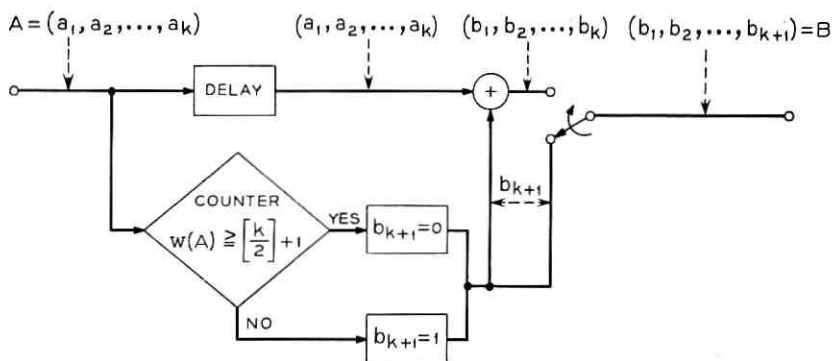 A = (a₁, a₂, ..., aₖ) (a₁, a₂, ..., aₖ) (b₁, b₂, ..., bₖ) (b₁, b₂, ..., bₖ₊₁) = B
DELAY
+
bₖ₊₁
COUNTER
W(A) ≧ [k/2] + 1
YES
bₖ₊₁ = 0
NO
bₖ₊₁ = 1